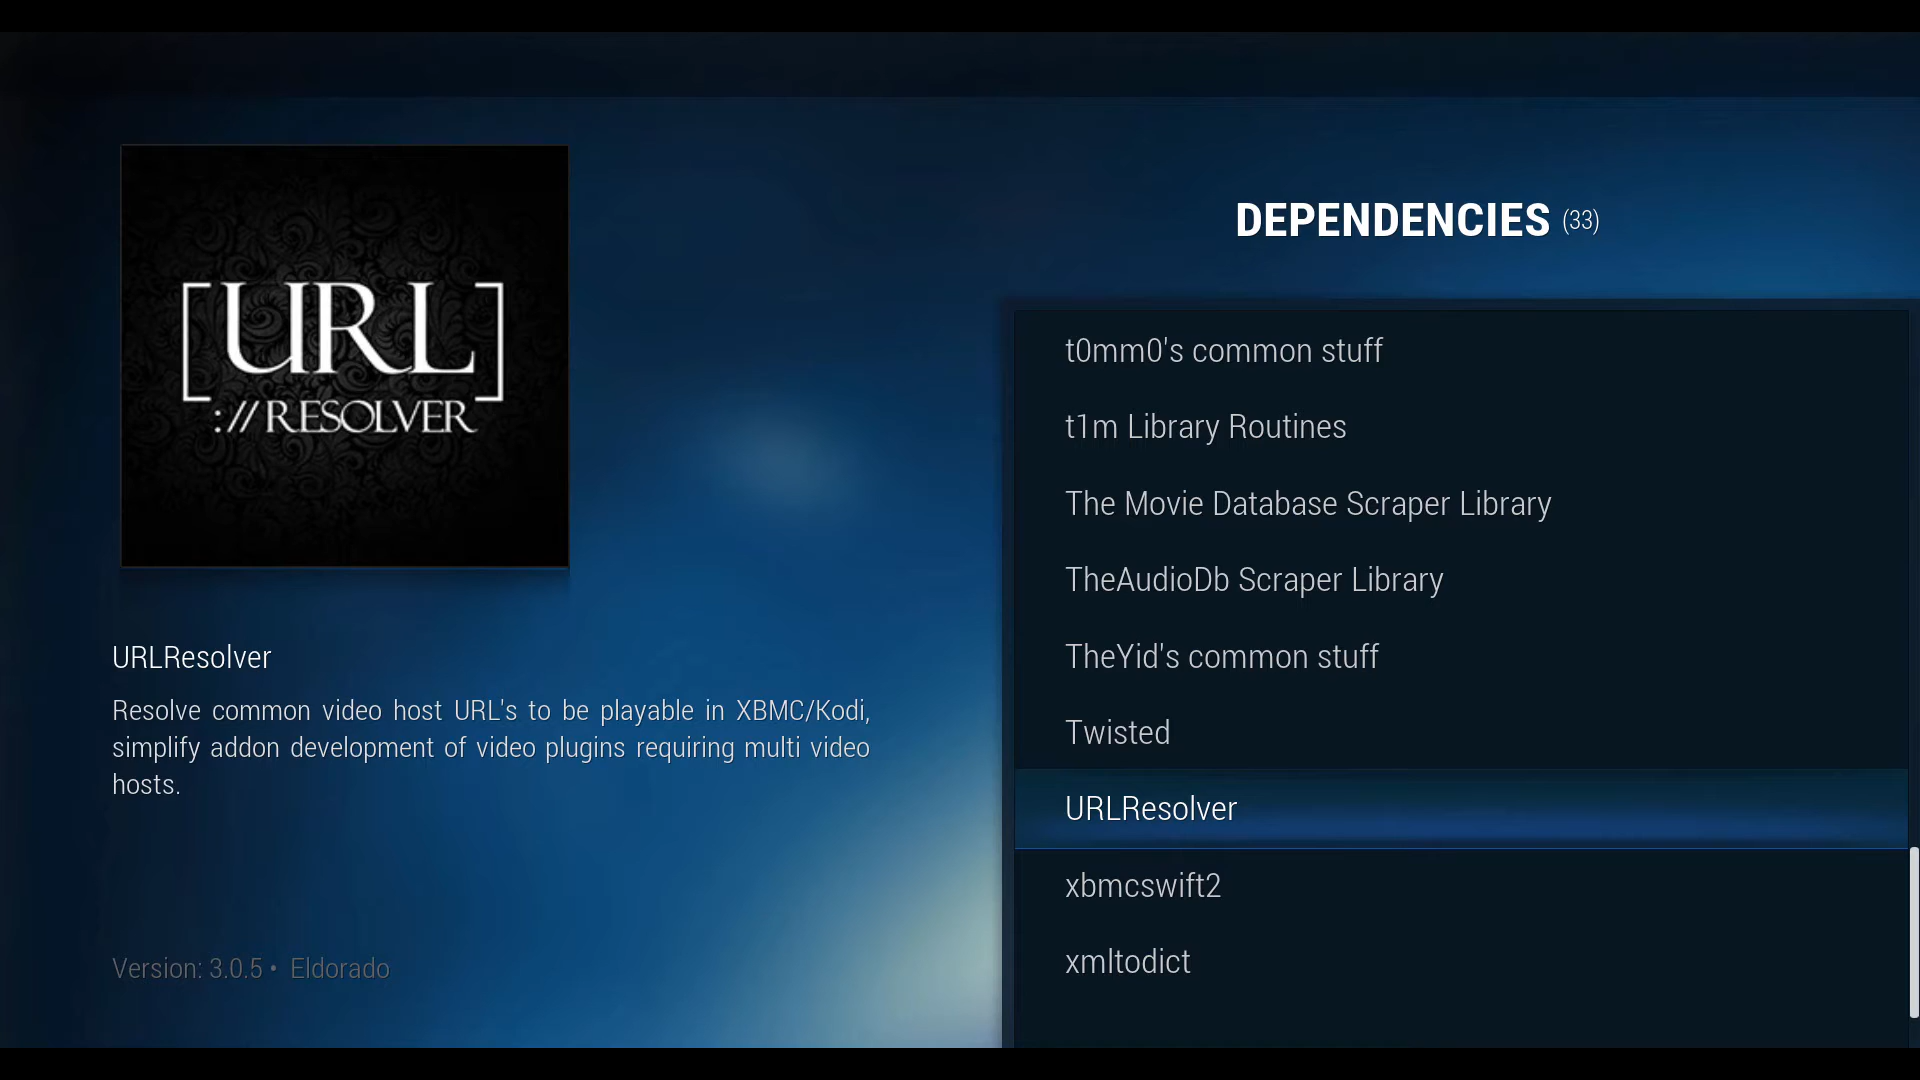 [URL]
://RESOLVER
URLResolver
Resolve common video host URL's to be playable in XBMC/Kodi,
simplify addon development of video plugins requiring multi video
hosts.
Version: 3.0.5 • Eldorado
DEPENDENCIES (33)
t0mm0's common stuff
t1m Library Routines
The Movie Database Scraper Library
TheAudioDb Scraper Library
TheYid's common stuff
Twisted
URLResolver
xbmcswift2
xmltodict